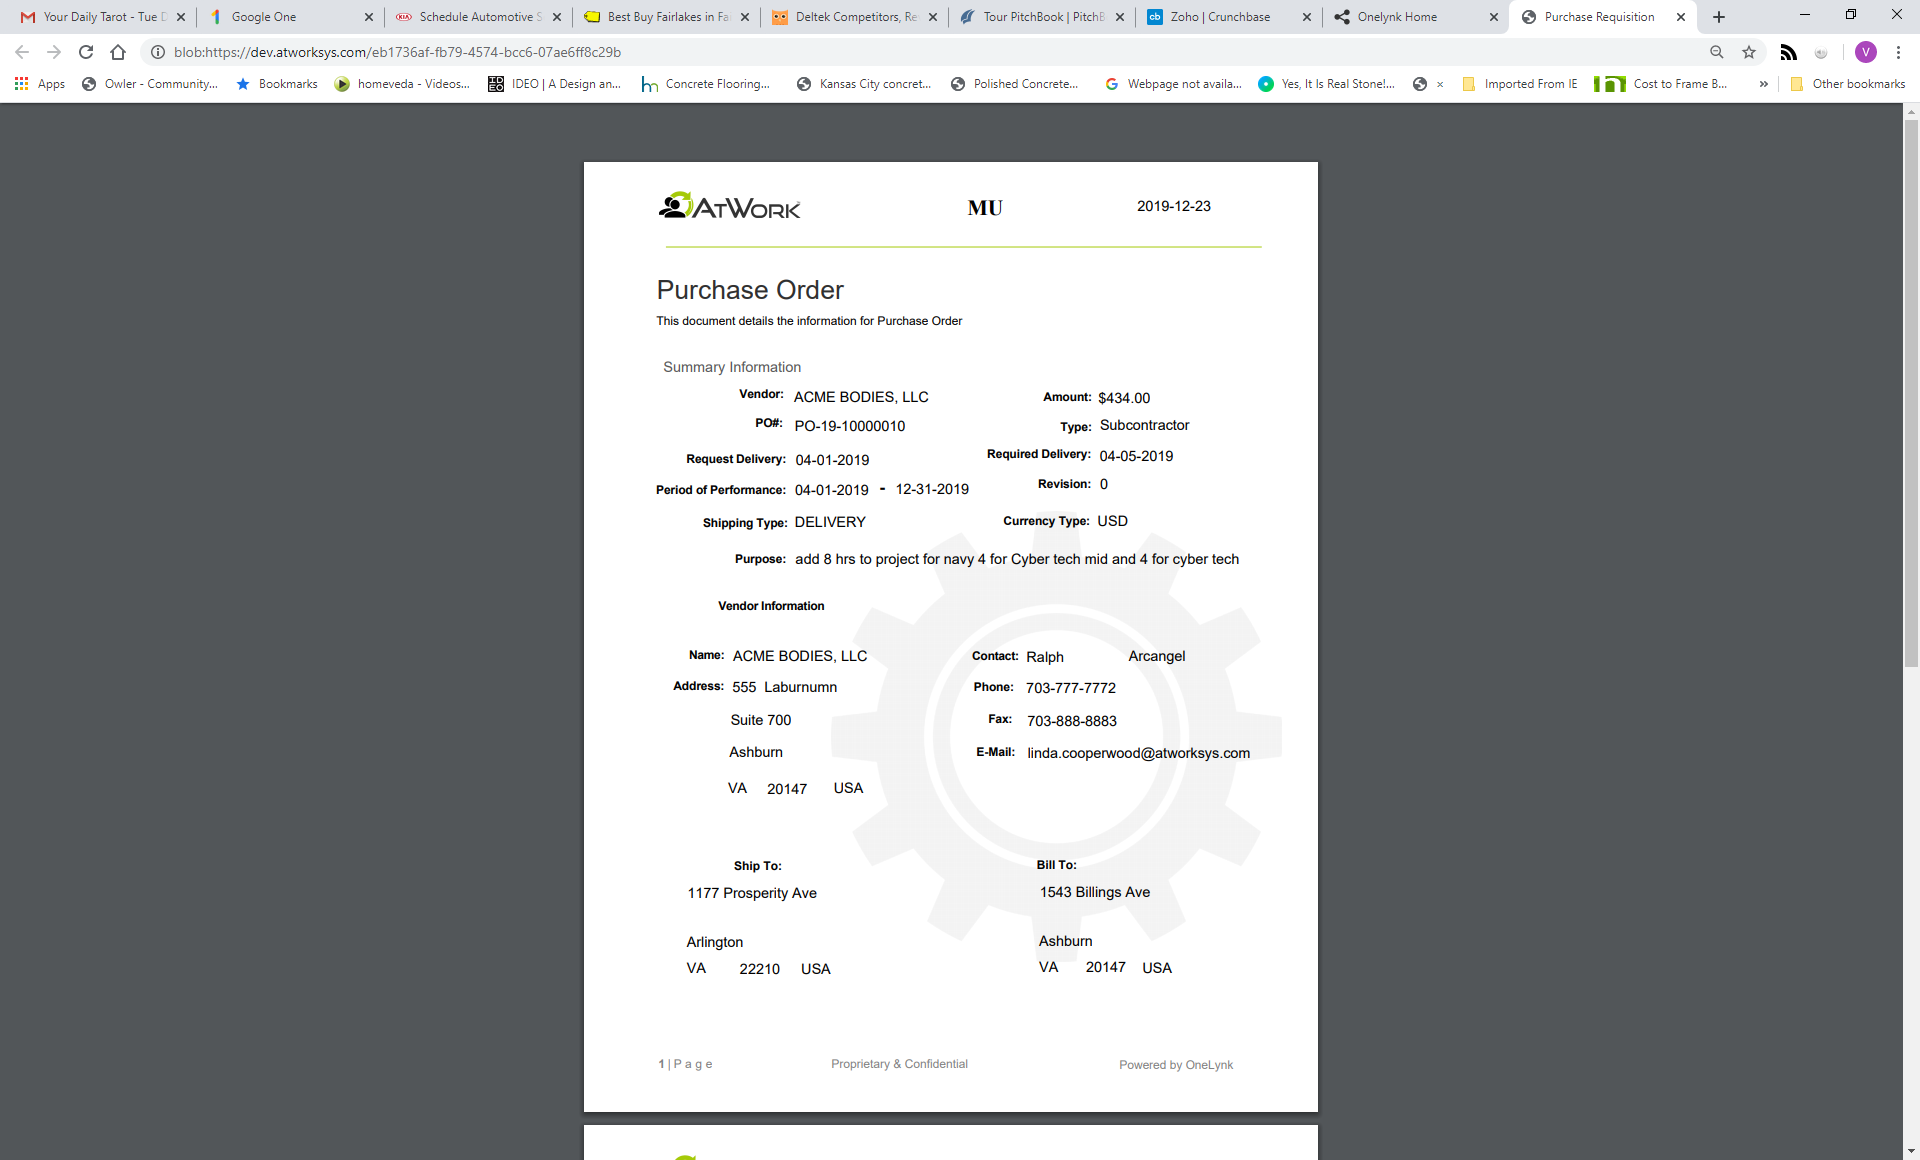 Your Daily Tarot - Tue D
Google One
Schedule Automotive S
Best Buy Fairlakes in Fai
Deltek Competitors, Re
Tour PitchBook | PitchB
Zoho | Crunchbase
Onelynk Home
Purchase Requisition
blob:https://dev.atworksys.com/eb1736af-fb79-4574-bcc6-07ae6ff8c29b
V
Apps
Owler - Community...
Bookmarks
homeveda - Videos...
IDEO | A Design an...
Concrete Flooring...
Kansas City concret...
Polished Concrete...
Webpage not availa...
Yes, It Is Real Stone!...
Imported From IE
Cost to Frame B...
Other bookmarks
ATWORK
MU
2019-12-23
Purchase Order
This document details the information for Purchase Order
Summary Information
Vendor: ACME BODIES, LLC
Amount: $434.00
PO#: PO-19-10000010
Type: Subcontractor
Request Delivery: 04-01-2019
Required Delivery: 04-05-2019
Period of Performance: 04-01-2019 - 12-31-2019
Revision: 0
Shipping Type: DELIVERY
Currency Type: USD
Purpose: add 8 hrs to project for navy 4 for Cyber tech mid and 4 for cyber tech
Vendor Information
Name: ACME BODIES, LLC
Contact: Ralph Arcangel
Address: 555 Laburnumn
Phone: 703-777-7772
Suite 700
Fax: 703-888-8883
Ashburn
E-Mail: linda.cooperwood@atworksys.com
VA 20147 USA
Ship To:
Bill To:
1177 Prosperity Ave
1543 Billings Ave
Arlington
Ashburn
VA 22210 USA
VA 20147 USA
1 | P a g e
Proprietary & Confidential
Powered by OneLynk